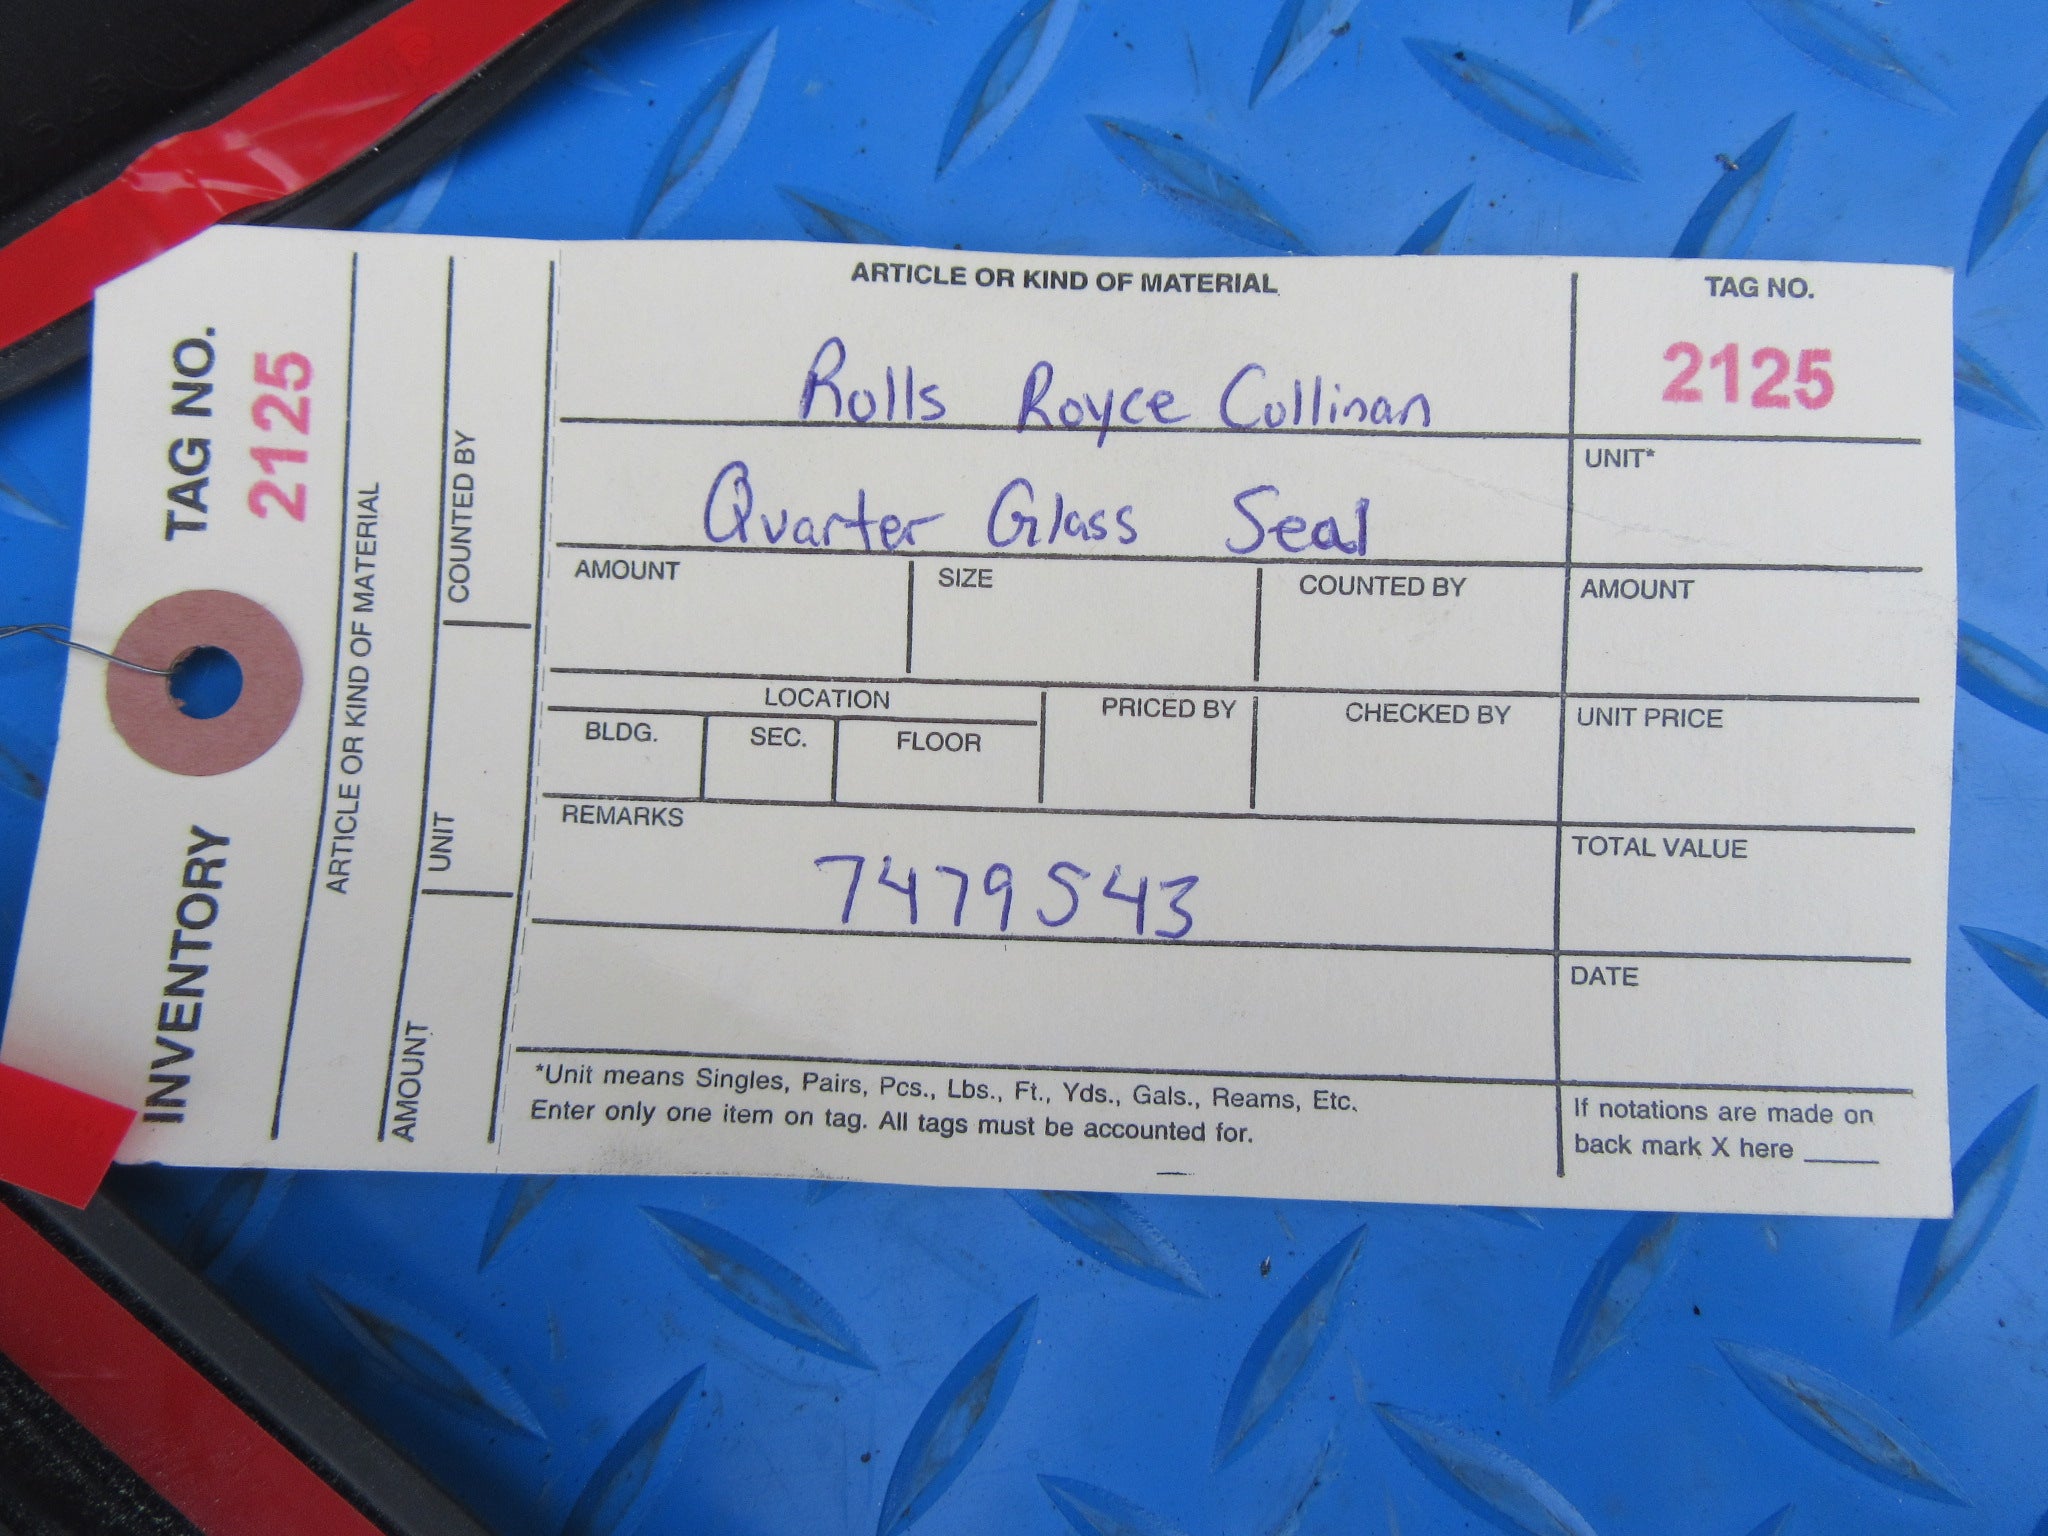 INVENTORY TAG NO.
2125
ARTICLE OR KIND OF MATERIAL
AMOUNT UNIT COUNTED BY
ARTICLE OR KIND OF MATERIAL
Rolls Royce Cullinan
Quarter Glass Seal
TAG NO.
2125
UNIT*
AMOUNT SIZE COUNTED BY AMOUNT
LOCATION PRICED BY CHECKED BY UNIT PRICE
BLDG. SEC. FLOOR
REMARKS
7479543
TOTAL VALUE
DATE
*Unit means Singles, Pairs, Pcs., Lbs., Ft., Yds., Gals., Reams, Etc.
Enter only one item on tag. All tags must be accounted for.
If notations are made on
back mark X here _____